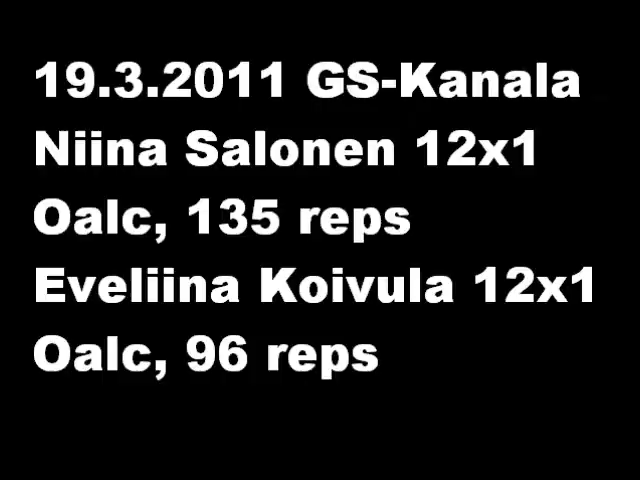 19.3.2011 GS-Kanala
Niina Salonen 12x1
Oalc, 135 reps
Eveliina Koivula 12x1
Oalc, 96 reps